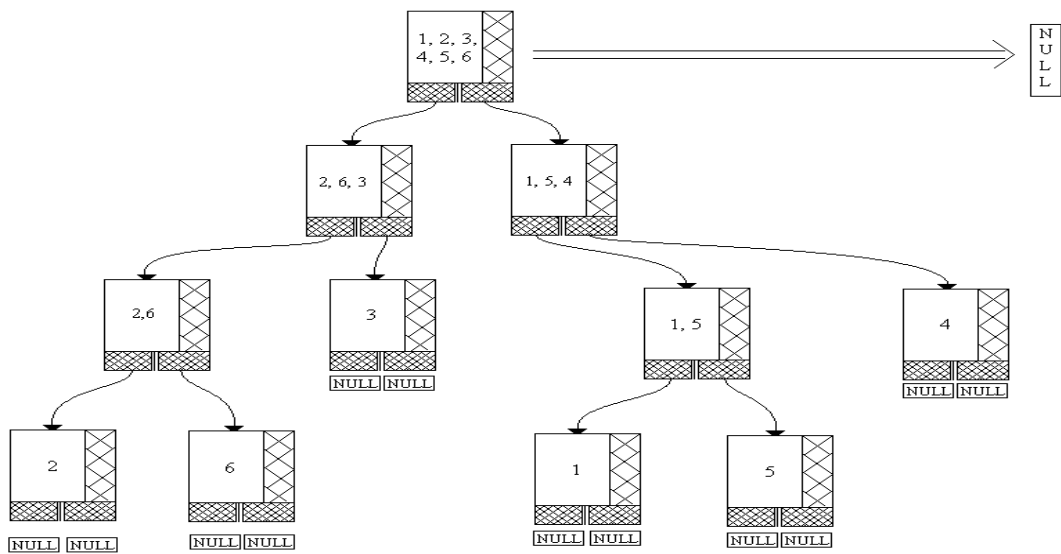 1, 2, 3,
4, 5, 6
N
U
L
L
2, 6, 3
1, 5, 4
2,6
3
1, 5
4
NULL NULL
NULL NULL
2
6
1
5
NULL NULL
NULL NULL
NULL NULL
NULL NULL